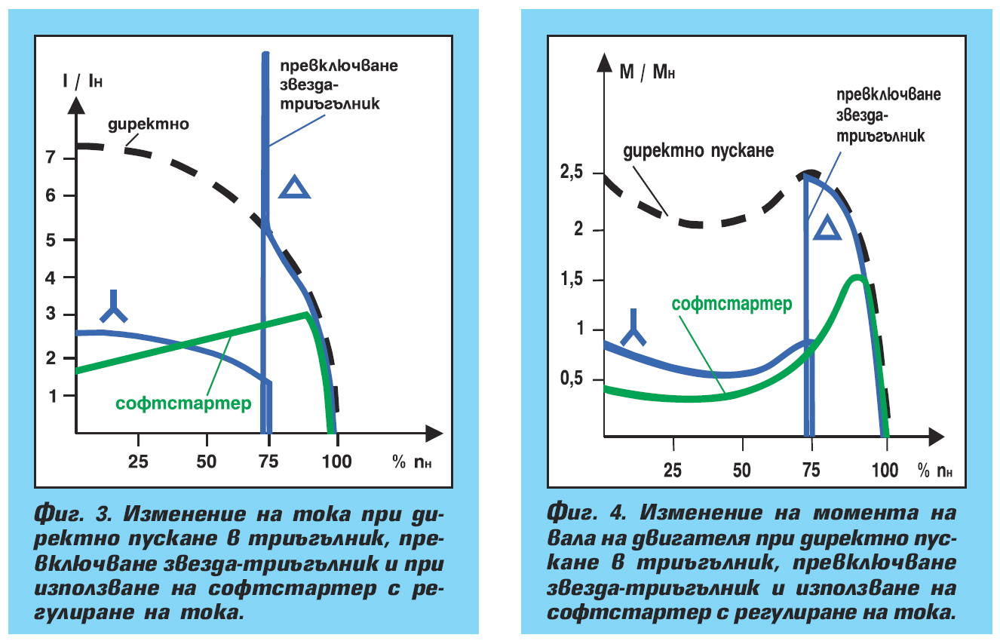 I / Iн
7
6
5
4
3
2
1
директно
превключване
звезда-
триъгълник
софтстартер
25 50 75 100 % nн
Фиг. 3. Изменение на тока при ди-
ректно пускане в триъгълник, пре-
включване звезда-триъгълник и при
използване на софтстартер с ре-
гулиране на тока.
M / Mн
2,5
2
1,5
1
0,5
директно пускане
превключване
звезда-
триъгълник
софтстартер
25 50 75 100 % nн
Фиг. 4. Изменение на момента на
вала на двигателя при директно пус-
кане в триъгълник, превключване
звезда-триъгълник и използване на
софтстартер с регулиране на тока.